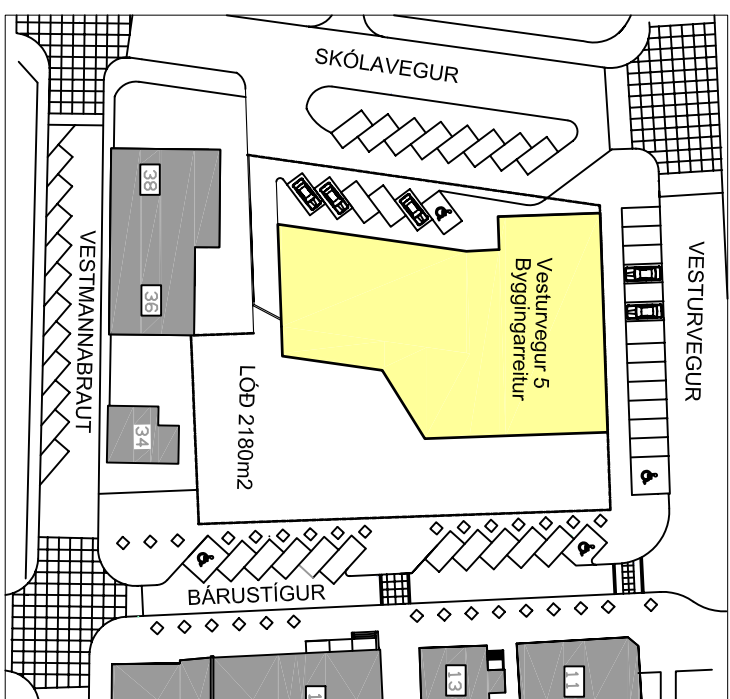 SKÓLAVEGUR
38
36
VESTMANNABRAUT
34
LÓÐ 2180m2
Vesturvegur 5
Byggingarreitur
VESTURVEGUR
BÁRUSTÍGUR
13
11